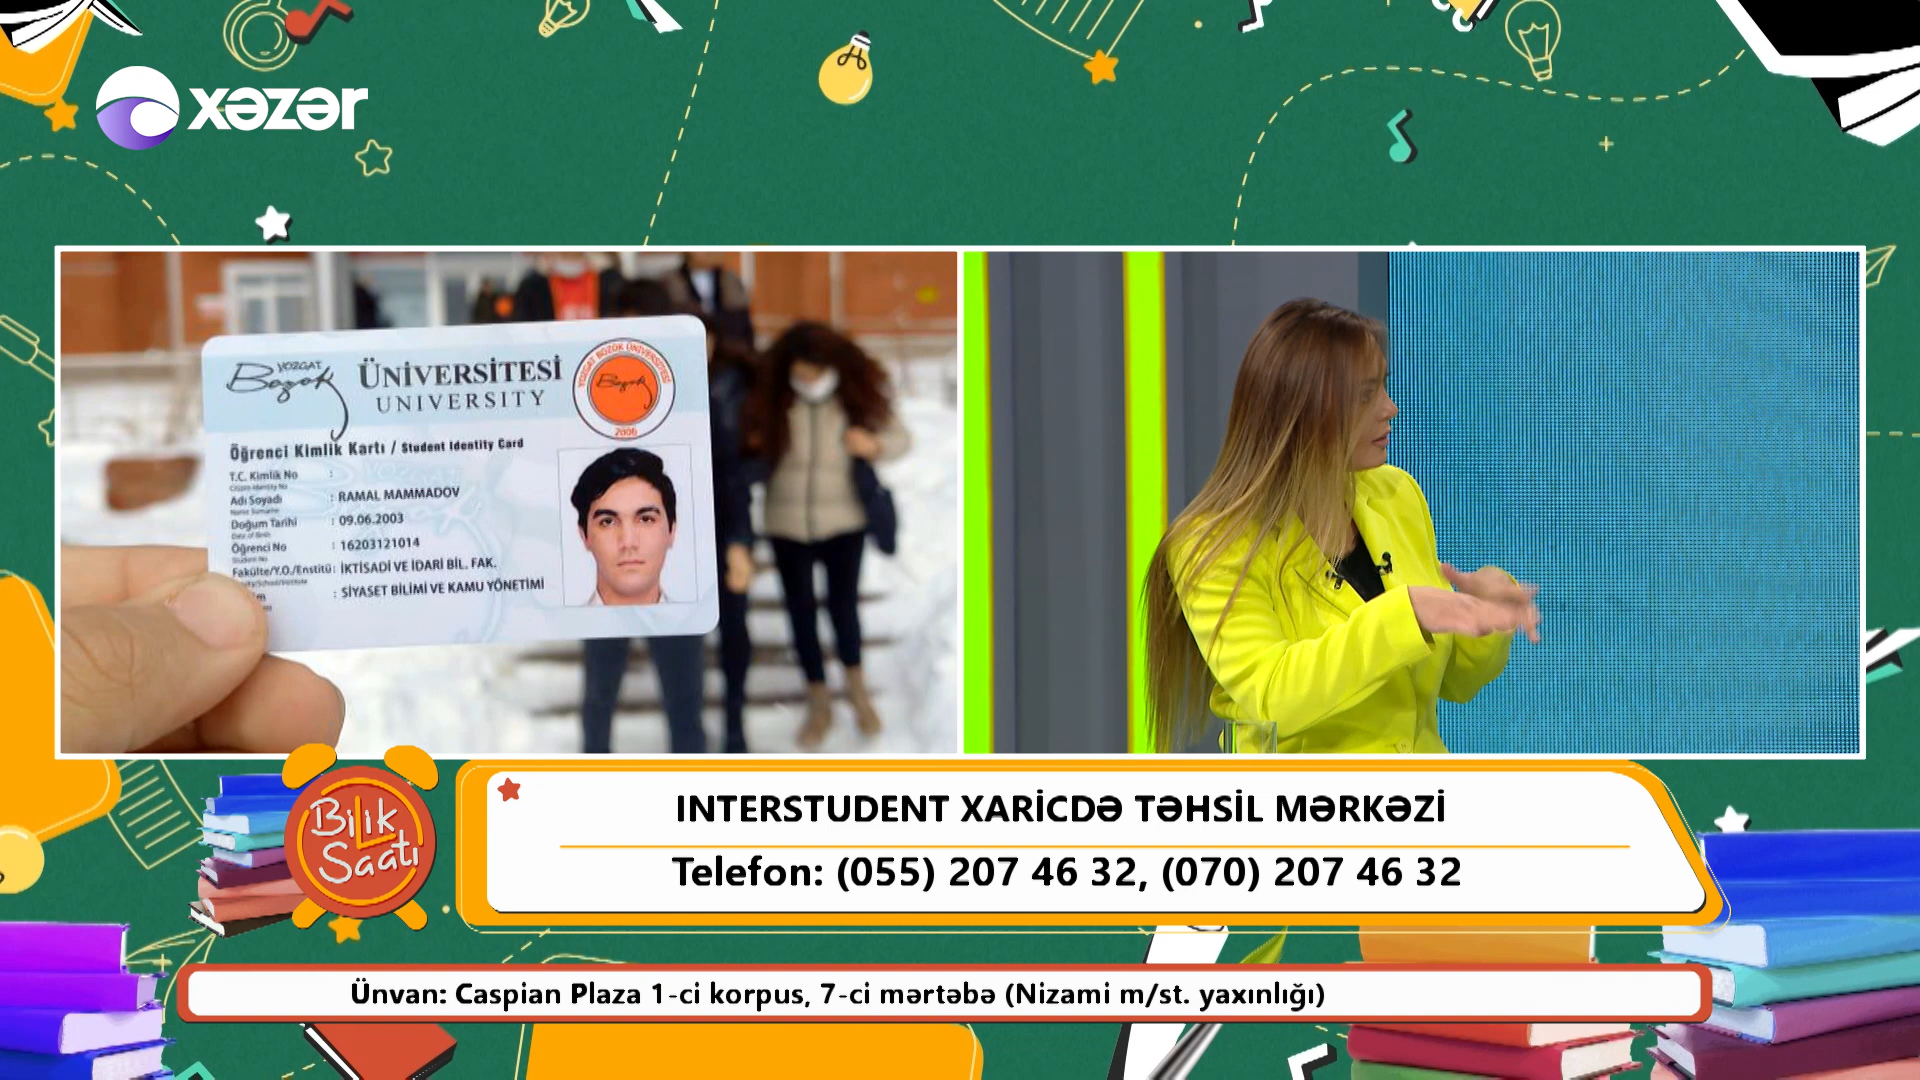 xəzər
YOZGAT
Bozok
ÜNİVERSİTESİ
UNIVERSITY
YOZGAT BOZOK ÜNİVERSİTESİ
Bozok
2006
Öğrenci Kimlik Kartı / Student Identity Card
T.C. Kimlik No :
Adı Soyadı : RAMAL MAMMADOV
Doğum Tarihi : 09.06.2003
Öğrenci No : 16203121014
Fakülte/Y.O./Enstitü : İKTİSADİ VE İDARİ BİL. FAK.
: SİYASET BİLİMİ VE KAMU YÖNETİMİ
Bilik
Saatı
INTERSTUDENT XARİCDƏ TƏHSİL MƏRKƏZİ
Telefon: (055) 207 46 32, (070) 207 46 32
Ünvan: Caspian Plaza 1-ci korpus, 7-ci mərtəbə (Nizami m/st. yaxınlığı)